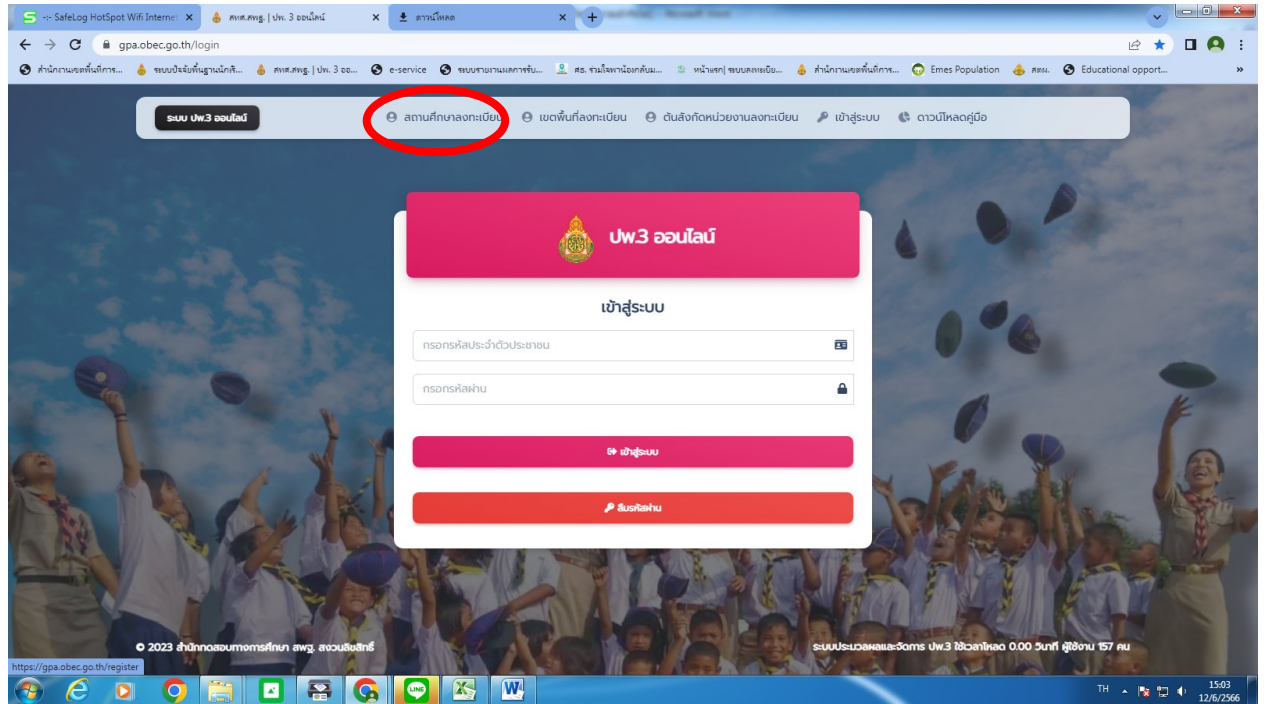 -:- SafeLog HotSpot Wifi Interne
สทศ.สพฐ. | ปพ. 3 ออนไลน์
ดาวน์โหลด
gpa.obec.go.th/login
สำนักงานเขตพื้นที่การ...
ระบบปัจจัยพื้นฐานนักเรี...
สทศ.สพฐ. | ปพ. 3 ออ...
e-service
ระบบรายงานผลการรับ...
ศธ. ร่วมใจพาน้องกลับม...
หน้าแรก| ระบบลงทะเบีย...
สำนักงานเขตพื้นที่การ...
Emes Population
สตผ.
Educational opport...
»
ระบบ ปพ.3 ออนไลน์
สถานศึกษาลงทะเบียน
เขตพื้นที่ลงทะเบียน
ต้นสังกัดหน่วยงานลงทะเบียน
เข้าสู่ระบบ
ดาวน์โหลดคู่มือ
ปพ.3 ออนไลน์
เข้าสู่ระบบ
กรอกรหัสประจำตัวประชาชน
กรอกรหัสผ่าน
เข้าสู่ระบบ
ลืมรหัสผ่าน
© 2023 สำนักทดสอบทางการศึกษา สพฐ. สงวนลิขสิทธิ์
ระบบประมวลผลและจัดการ ปพ.3 ใช้เวลาโหลด 0.00 วินาที ผู้ใช้งาน 157 คน
https://gpa.obec.go.th/register
LINE
TH
15:03
12/6/2566